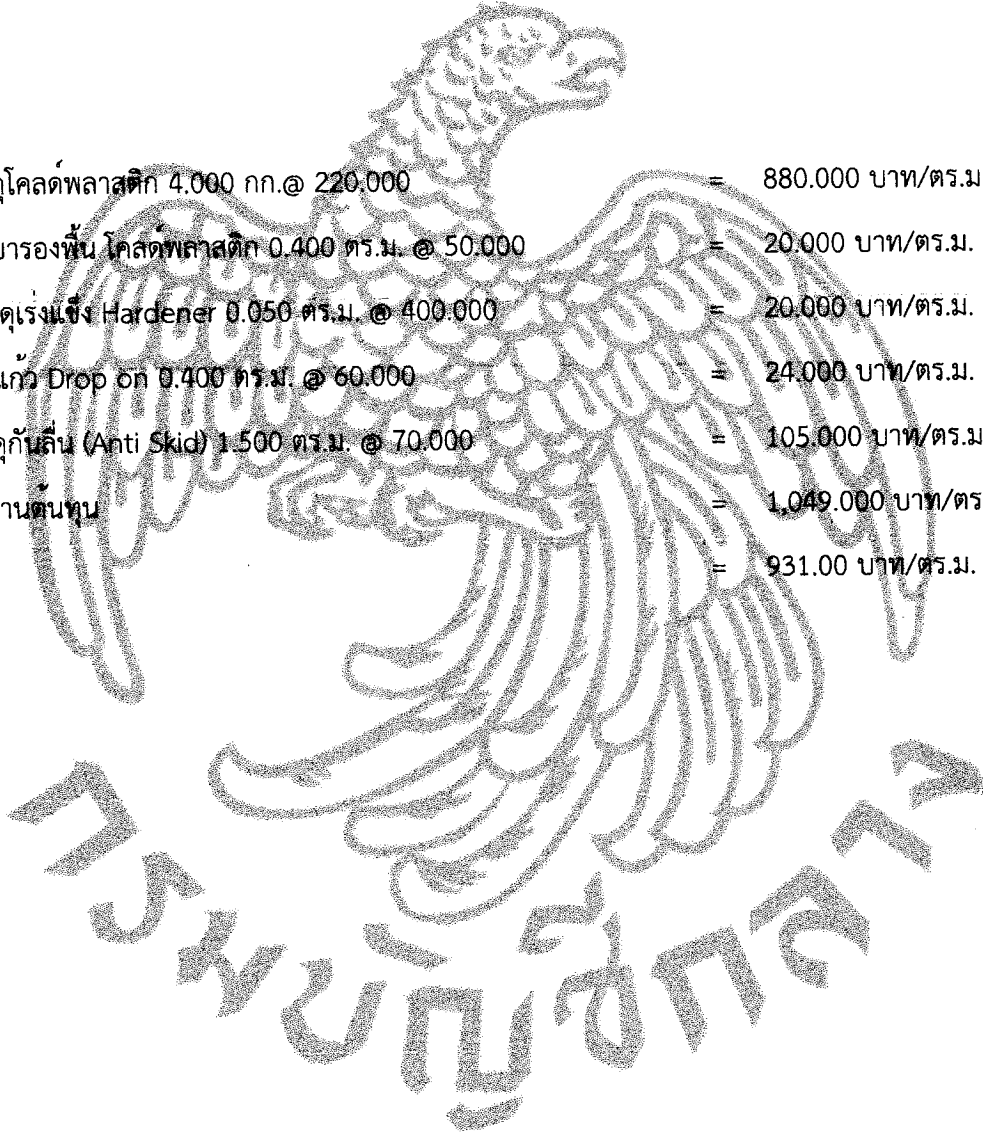 ุโคลด์พลาสติก 4.000 กก.@ 220.000 = 880.000 บาท/ตร.ม
ยารองพื้น โคลด์พลาสติก 0.400 ตร.ม. @ 50.000 = 20.000 บาท/ตร.ม.
ดุเร่งแข็ง Hardener 0.050 ตร.ม. @ 400.000 = 20.000 บาท/ตร.ม.
แก้ว Drop on 0.400 ตร.ม. @ 60.000 = 24.000 บาท/ตร.ม.
ดุกันลื่น (Anti Skid) 1.500 ตร.ม. @ 70.000 = 105.000 บาท/ตร.ม
านต้นทุน = 1,049.000 บาท/ตร
= 931.00 บาท/ตร.ม.
กรมบัญชีกลาง